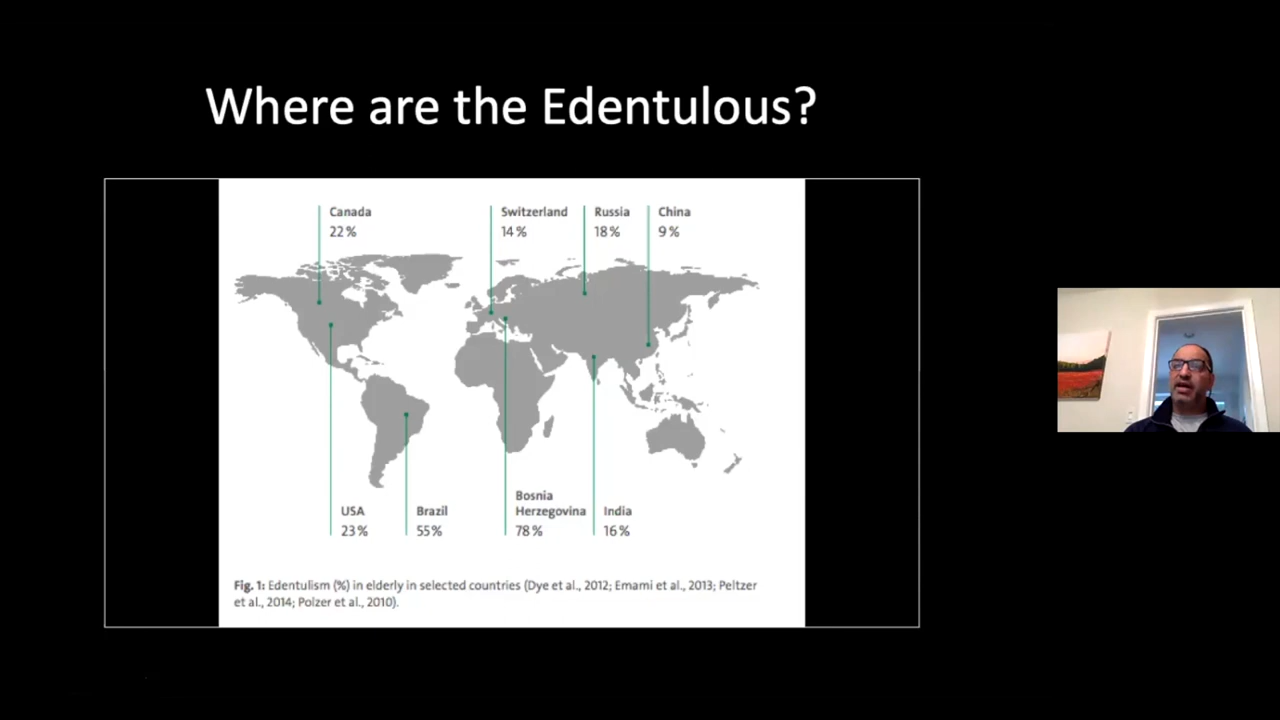 Where are the Edentulous?
Canada
22%
Switzerland
14%
Russia
18%
China
9%
USA
23%
Brazil
55%
Bosnia
Herzegovina
78%
India
16%
Fig. 1: Edentulism (%) in elderly in selected countries (Dye et al., 2012; Emami et al., 2013; Peltzer
et al., 2014; Polzer et al., 2010).